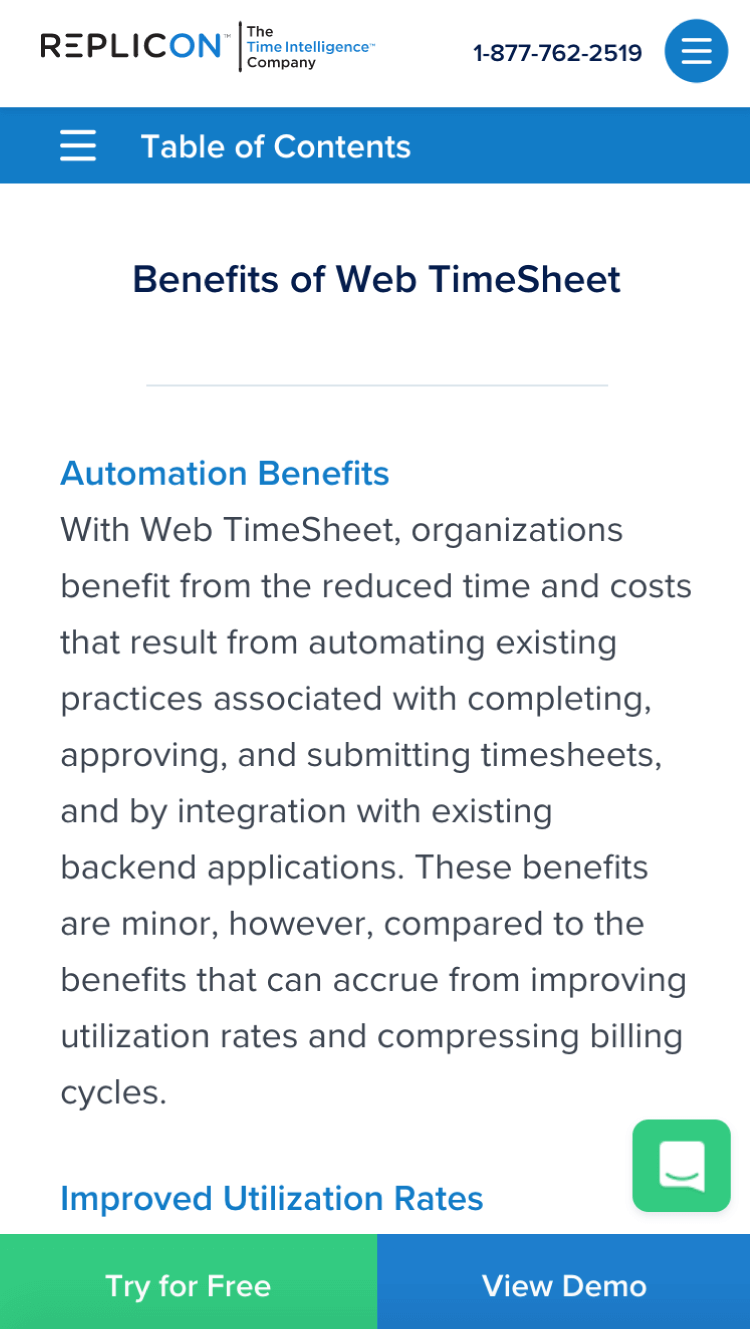 REPLICON™
The
Time Intelligence™
Company
1-877-762-2519
Table of Contents
Benefits of Web TimeSheet
Automation Benefits
With Web TimeSheet, organizations
benefit from the reduced time and costs
that result from automating existing
practices associated with completing,
approving, and submitting timesheets,
and by integration with existing
backend applications. These benefits
are minor, however, compared to the
benefits that can accrue from improving
utilization rates and compressing billing
cycles.
Improved Utilization Rates
Try for Free
View Demo